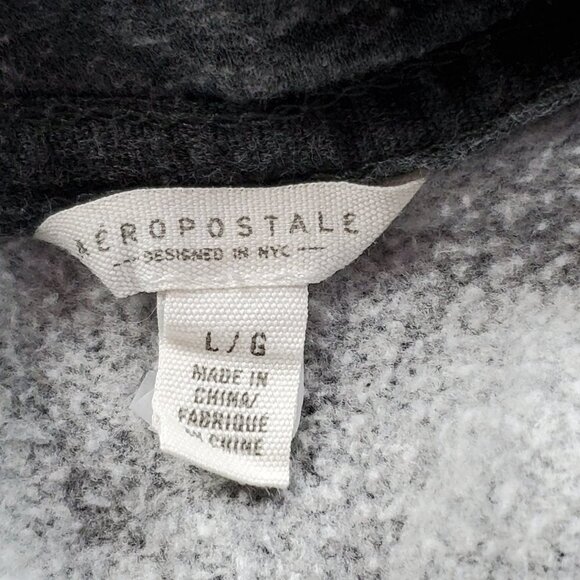 AÉROPOSTALE
— DESIGNED IN NYC —
L/G
MADE IN
CHINA/
FABRIQUE
EN CHINE